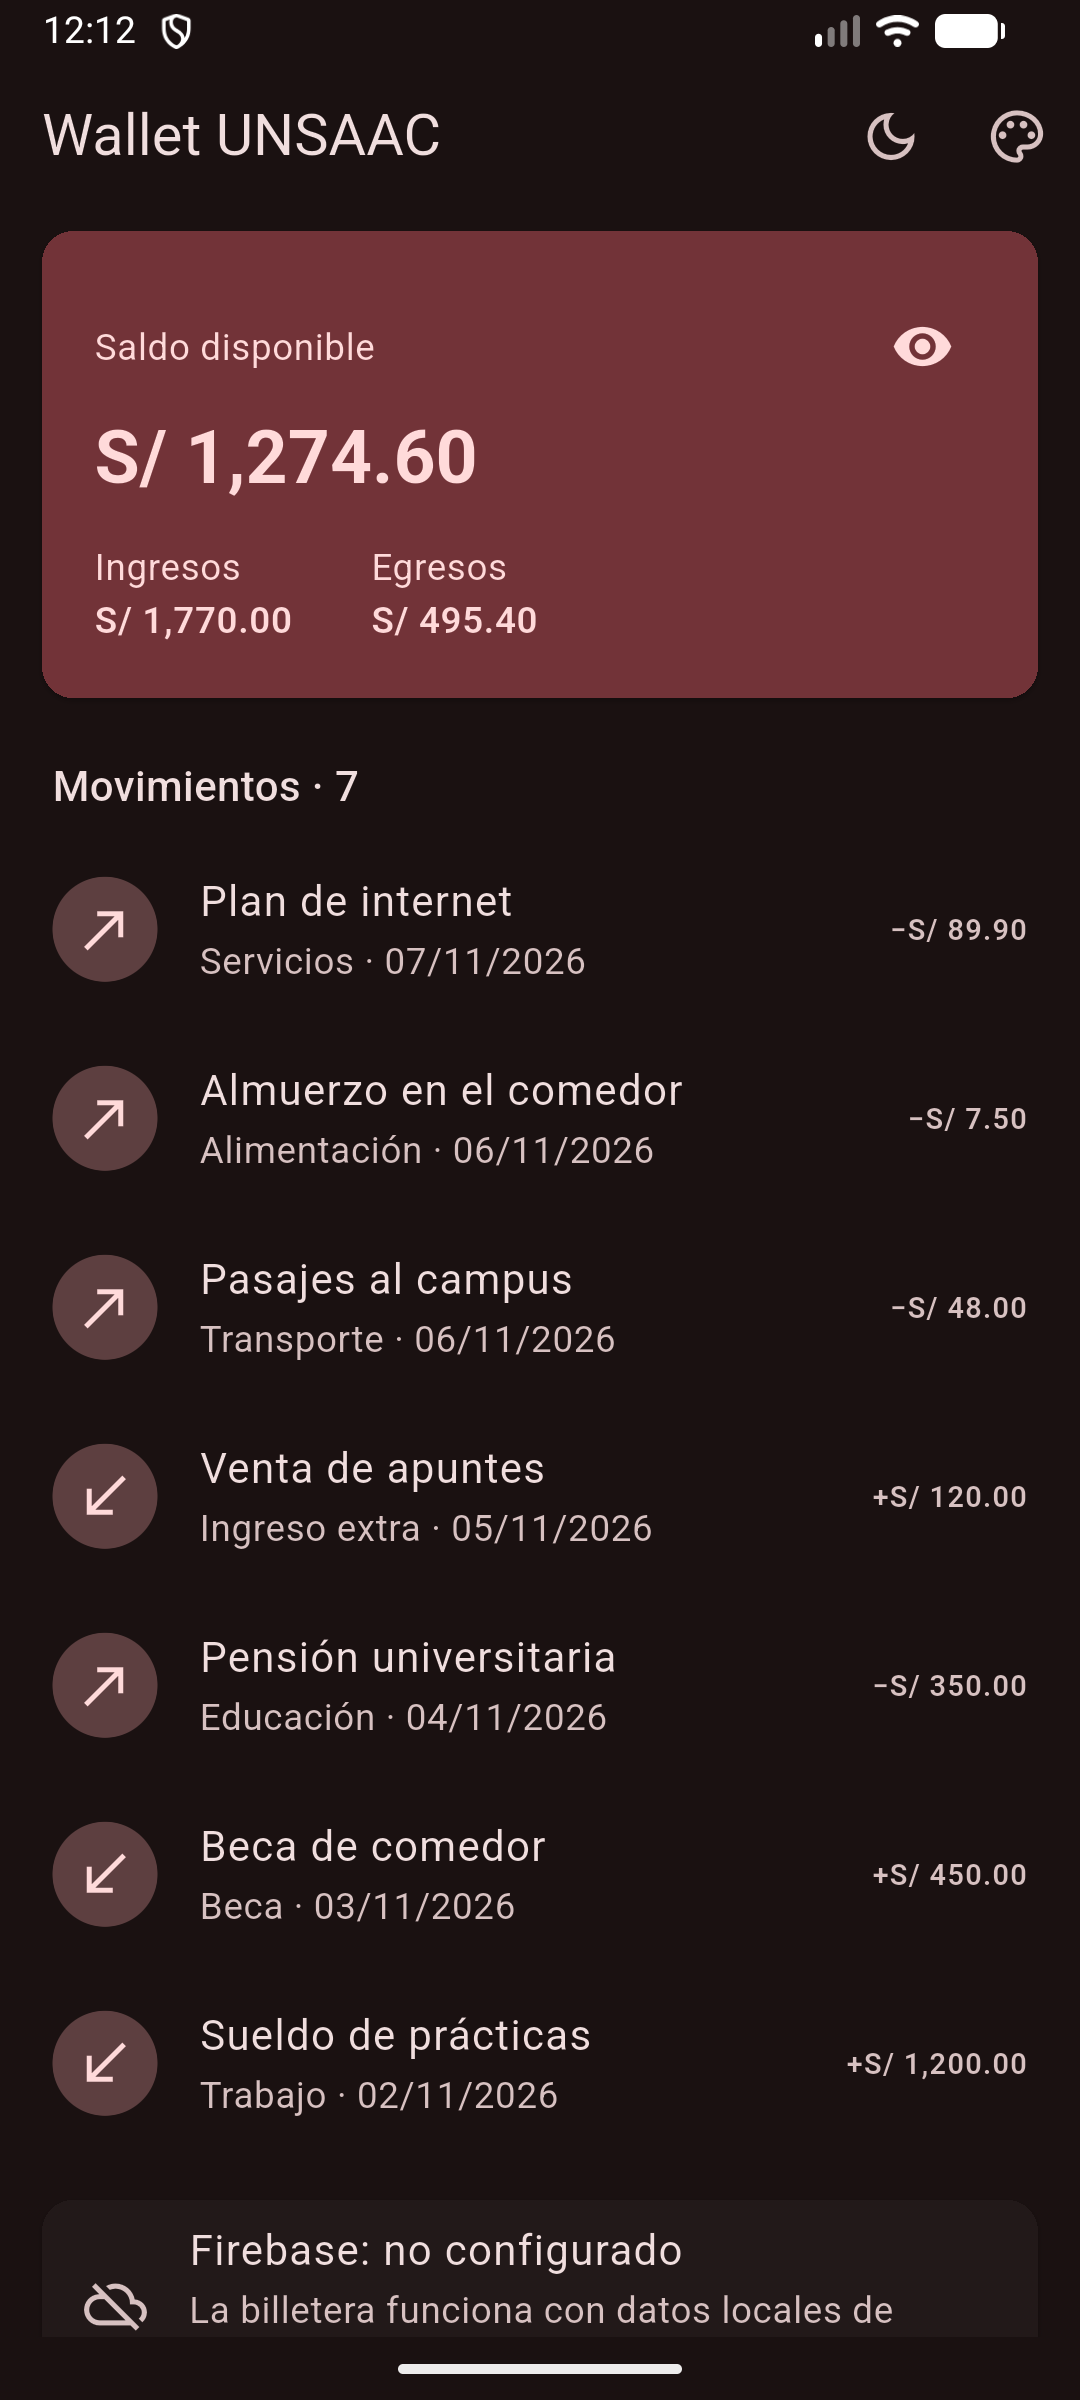 12:12
Wallet UNSAAC
Saldo disponible
S/ 1,274.60
Ingresos Egresos
S/ 1,770.00 S/ 495.40
Movimientos · 7
Plan de internet
Servicios · 07/11/2026
−S/ 89.90
Almuerzo en el comedor
Alimentación · 06/11/2026
−S/ 7.50
Pasajes al campus
Transporte · 06/11/2026
−S/ 48.00
Venta de apuntes
Ingreso extra · 05/11/2026
+S/ 120.00
Pensión universitaria
Educación · 04/11/2026
−S/ 350.00
Beca de comedor
Beca · 03/11/2026
+S/ 450.00
Sueldo de prácticas
Trabajo · 02/11/2026
+S/ 1,200.00
Firebase: no configurado
La billetera funciona con datos locales de